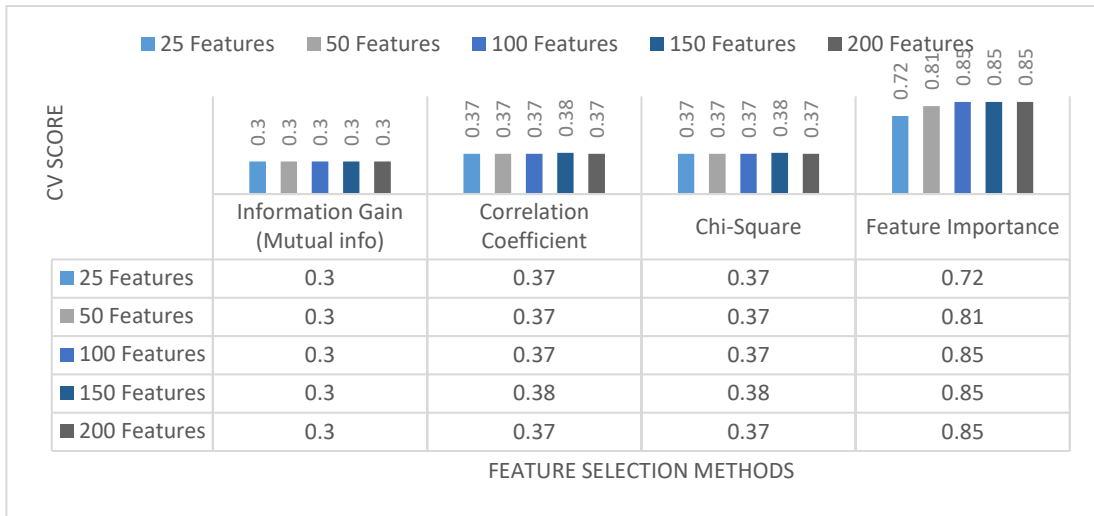 25 Features 50 Features 100 Features 150 Features 200 Features
CV SCORE
0.3 0.3 0.3 0.3 0.3 0.37 0.37 0.37 0.38 0.37 0.37 0.37 0.37 0.38 0.37 0.72 0.81 0.85 0.85 0.85
Information Gain (Mutual info) Correlation Coefficient Chi-Square Feature Importance
25 Features 0.3 0.37 0.37 0.72
50 Features 0.3 0.37 0.37 0.81
100 Features 0.3 0.37 0.37 0.85
150 Features 0.3 0.38 0.38 0.85
200 Features 0.3 0.37 0.37 0.85
FEATURE SELECTION METHODS